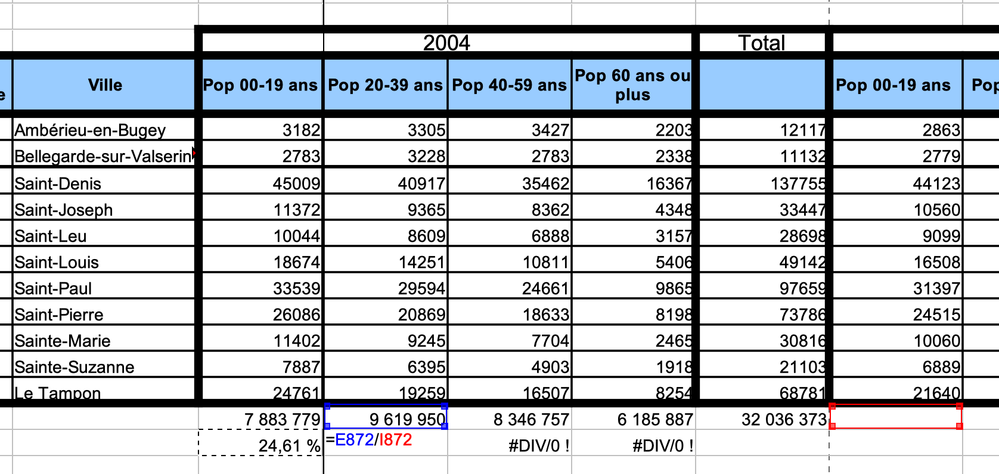 2004 Total
e Ville Pop 00-19 ans Pop 20-39 ans Pop 40-59 ans Pop 60 ans ou plus Pop 00-19 ans Pop
Ambérieu-en-Bugey 3182 3305 3427 2203 12117 2863
Bellegarde-sur-Valserin 2783 3228 2783 2338 11132 2779
Saint-Denis 45009 40917 35462 16367 137755 44123
Saint-Joseph 11372 9365 8362 4348 33447 10560
Saint-Leu 10044 8609 6888 3157 28698 9099
Saint-Louis 18674 14251 10811 5406 49142 16508
Saint-Paul 33539 29594 24661 9865 97659 31397
Saint-Pierre 26086 20869 18633 8198 73786 24515
Sainte-Marie 11402 9245 7704 2465 30816 10060
Sainte-Suzanne 7887 6395 4903 1918 21103 6889
Le Tampon 24761 19259 16507 8254 68781 21640
7 883 779 9 619 950 8 346 757 6 185 887 32 036 373
24,61 % =E872/I872 #DIV/0 ! #DIV/0 !